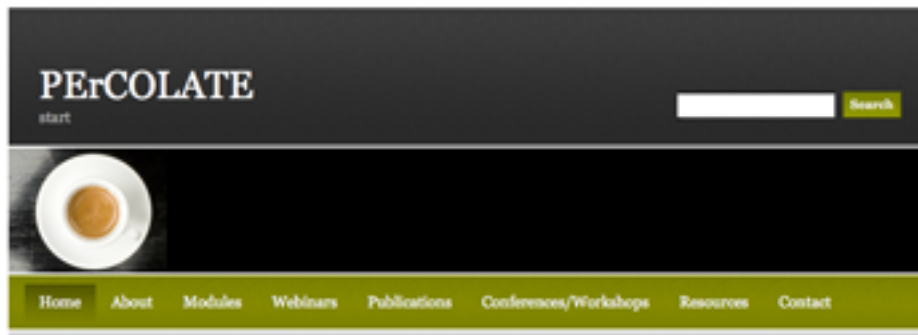 PErCOLATE
start
Search
Home About Modules Webinars Publications Conferences/Workshops Resources Contact